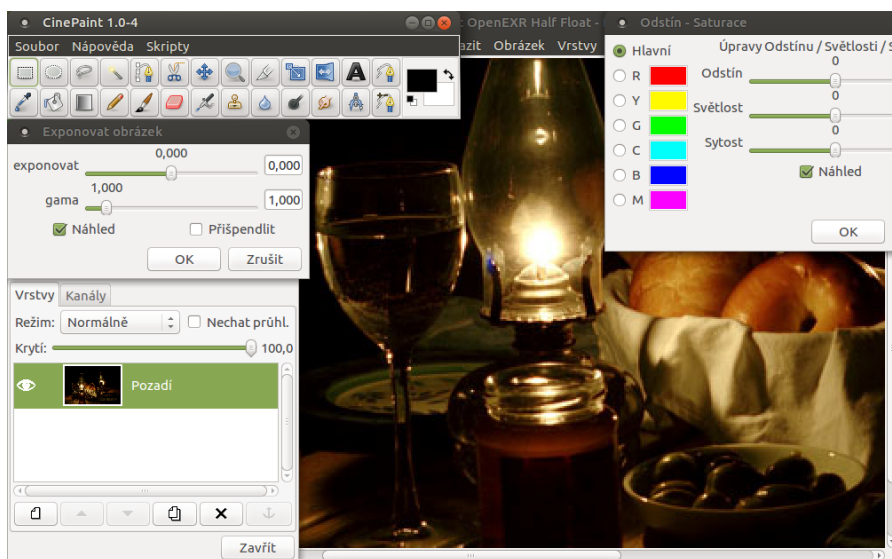 CinePaint 1.0-4
Soubor Nápověda Skripty
OpenEXR Half Float -
Obrázek Vrstvy
Odstín - Saturace
Hlavní
Úpravy Odstínu / Světlosti /
R
Y
G
C
B
M
0
Odstín
0
Světlost
0
Sytost
Náhled
OK
Exponovat obrázek
0,000
exponovat
0,000
1,000
gama
1,000
Náhled
Přišpendlit
OK
Zrušit
Vrstvy Kanály
Režim: Normálně
Nechat průhl.
Krytí:
100,0
Pozadí
Zavřít